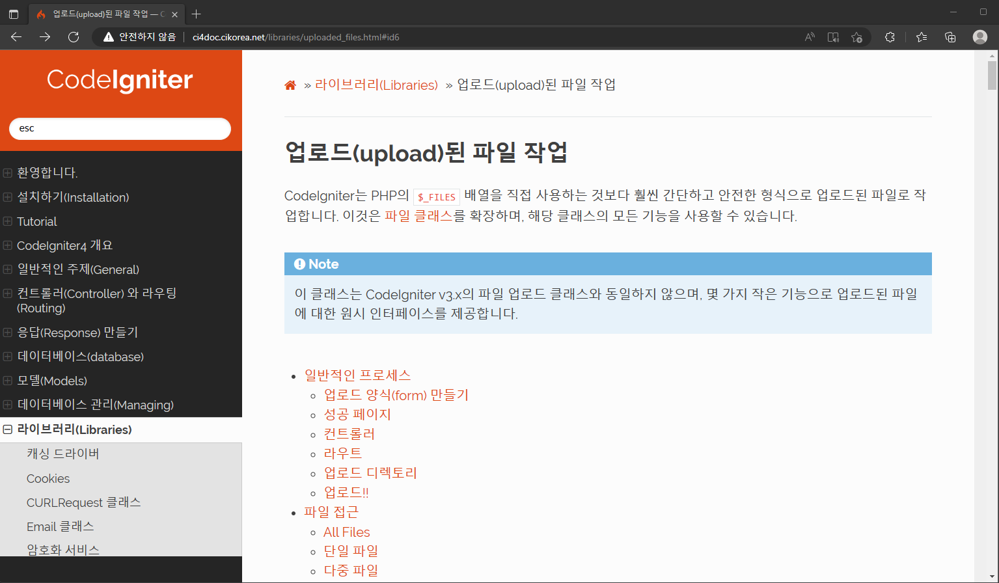 업로드(upload)된 파일 작업 — C
안전하지 않음
ci4doc.cikorea.net/libraries/uploaded_files.html#id6
CodeIgniter
esc
환영합니다.
설치하기(Installation)
Tutorial
CodeIgniter4 개요
일반적인 주제(General)
컨트롤러(Controller) 와 라우팅
(Routing)
응답(Response) 만들기
데이터베이스(database)
모델(Models)
데이터베이스 관리(Managing)
라이브러리(Libraries)
캐싱 드라이버
Cookies
CURLRequest 클래스
Email 클래스
암호화 서비스
» 라이브러리(Libraries) » 업로드(upload)된 파일 작업
업로드(upload)된 파일 작업
CodeIgniter는 PHP의 $_FILES 배열을 직접 사용하는 것보다 훨씬 간단하고 안전한 형식으로 업로드된 파일로 작
업합니다. 이것은 파일 클래스를 확장하며, 해당 클래스의 모든 기능을 사용할 수 있습니다.
Note
이 클래스는 CodeIgniter v3.x의 파일 업로드 클래스와 동일하지 않으며, 몇 가지 작은 기능으로 업로드된 파일
에 대한 원시 인터페이스를 제공합니다.
일반적인 프로세스
업로드 양식(form) 만들기
성공 페이지
컨트롤러
라우트
업로드 디렉토리
업로드!!
파일 접근
All Files
단일 파일
다중 파일